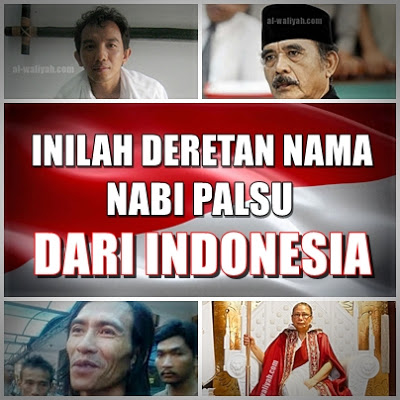 al-waliyah.com
al-waliyah.com
INILAH DERETAN NAMA
NABI PALSU
DARI INDONESIA
al-waliyah.com